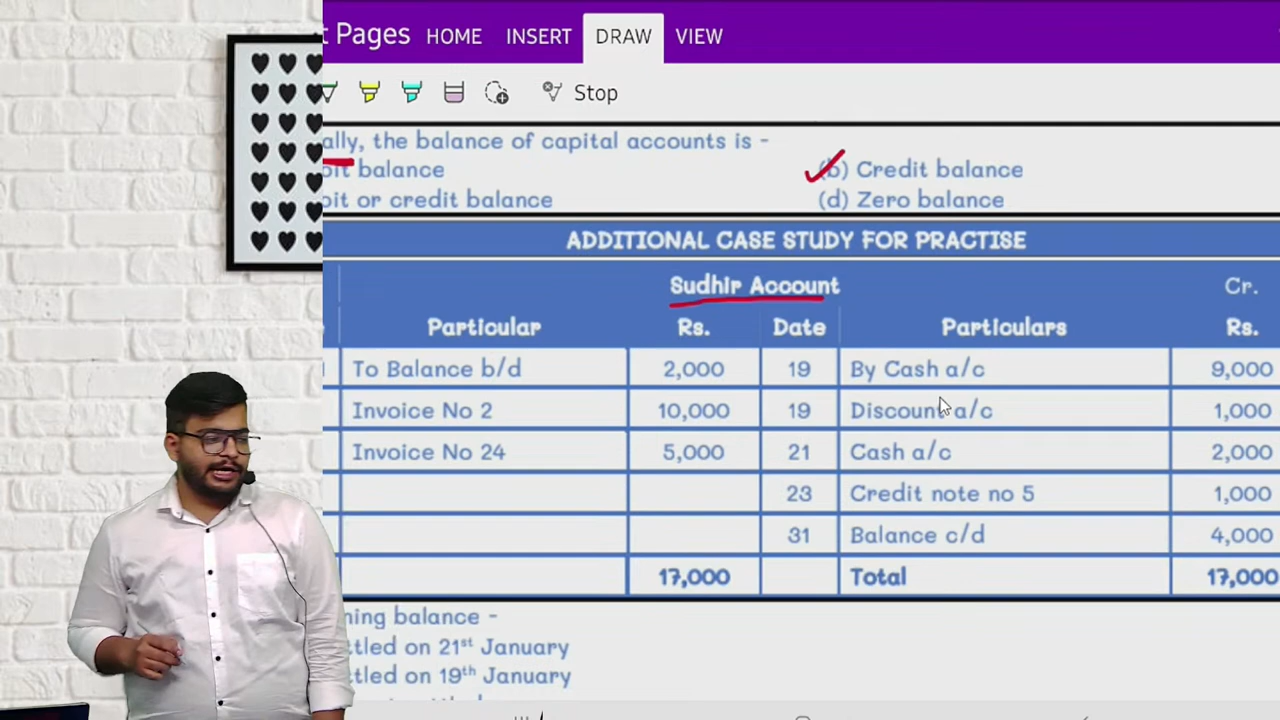 t Pages HOME INSERT DRAW VIEW
Stop
ally, the balance of capital accounts is -
bit balance (b) Credit balance
bit or credit balance (d) Zero balance
ADDITIONAL CASE STUDY FOR PRACTISE
Sudhir Account Cr.
Particular Rs. Date Particulars Rs.
To Balance b/d 2,000 19 By Cash a/c 9,000
Invoice No 2 10,000 19 Discount a/c 1,000
Invoice No 24 5,000 21 Cash a/c 2,000
23 Credit note no 5 1,000
31 Balance c/d 4,000
17,000 Total 17,000
ning balance -
ttled on 21st January
ttled on 19th January